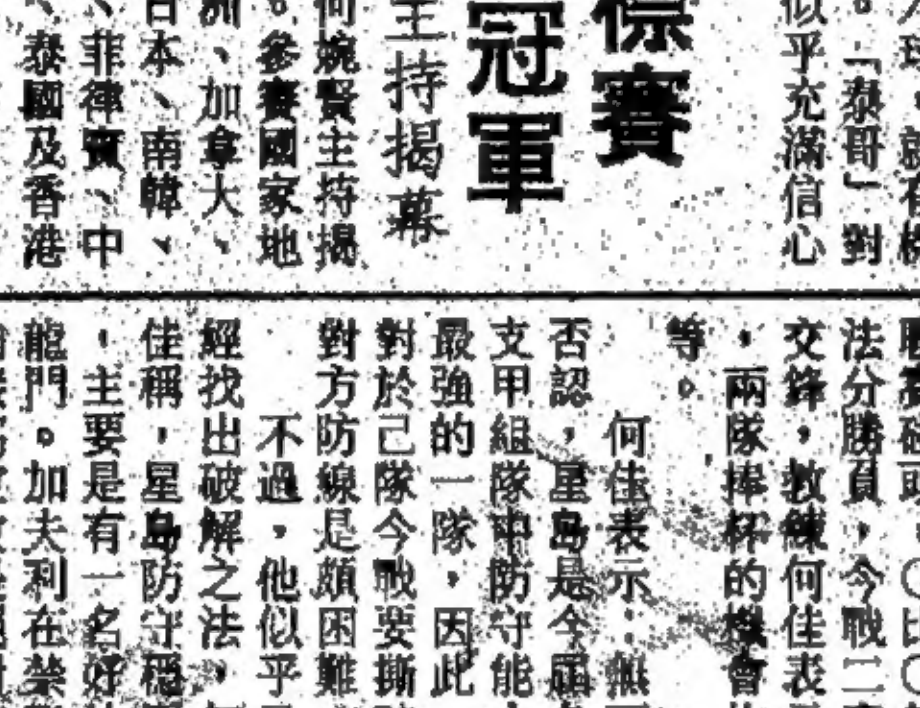 「泰哥」對
似乎充滿信心
標賽
冠軍
主持揭幕
何婉賢主持揭
。參賽國家地
洲、加拿大、
日本、南韓、
、菲律賓、中
、泰國及香港
法分勝負,今戰二
交鋒,教練何佳表
,兩隊捧杯的機會
等。
何佳表示:無
否認,星島是今屆
支甲組隊中防守能
最強的一隊,因此
對於己隊今戰要撕
對方防線是頗困難
不過,他似乎
經找出破解之法,
佳稱,星島防守穩
,主要是有一名好
龍門。加夫利在禁